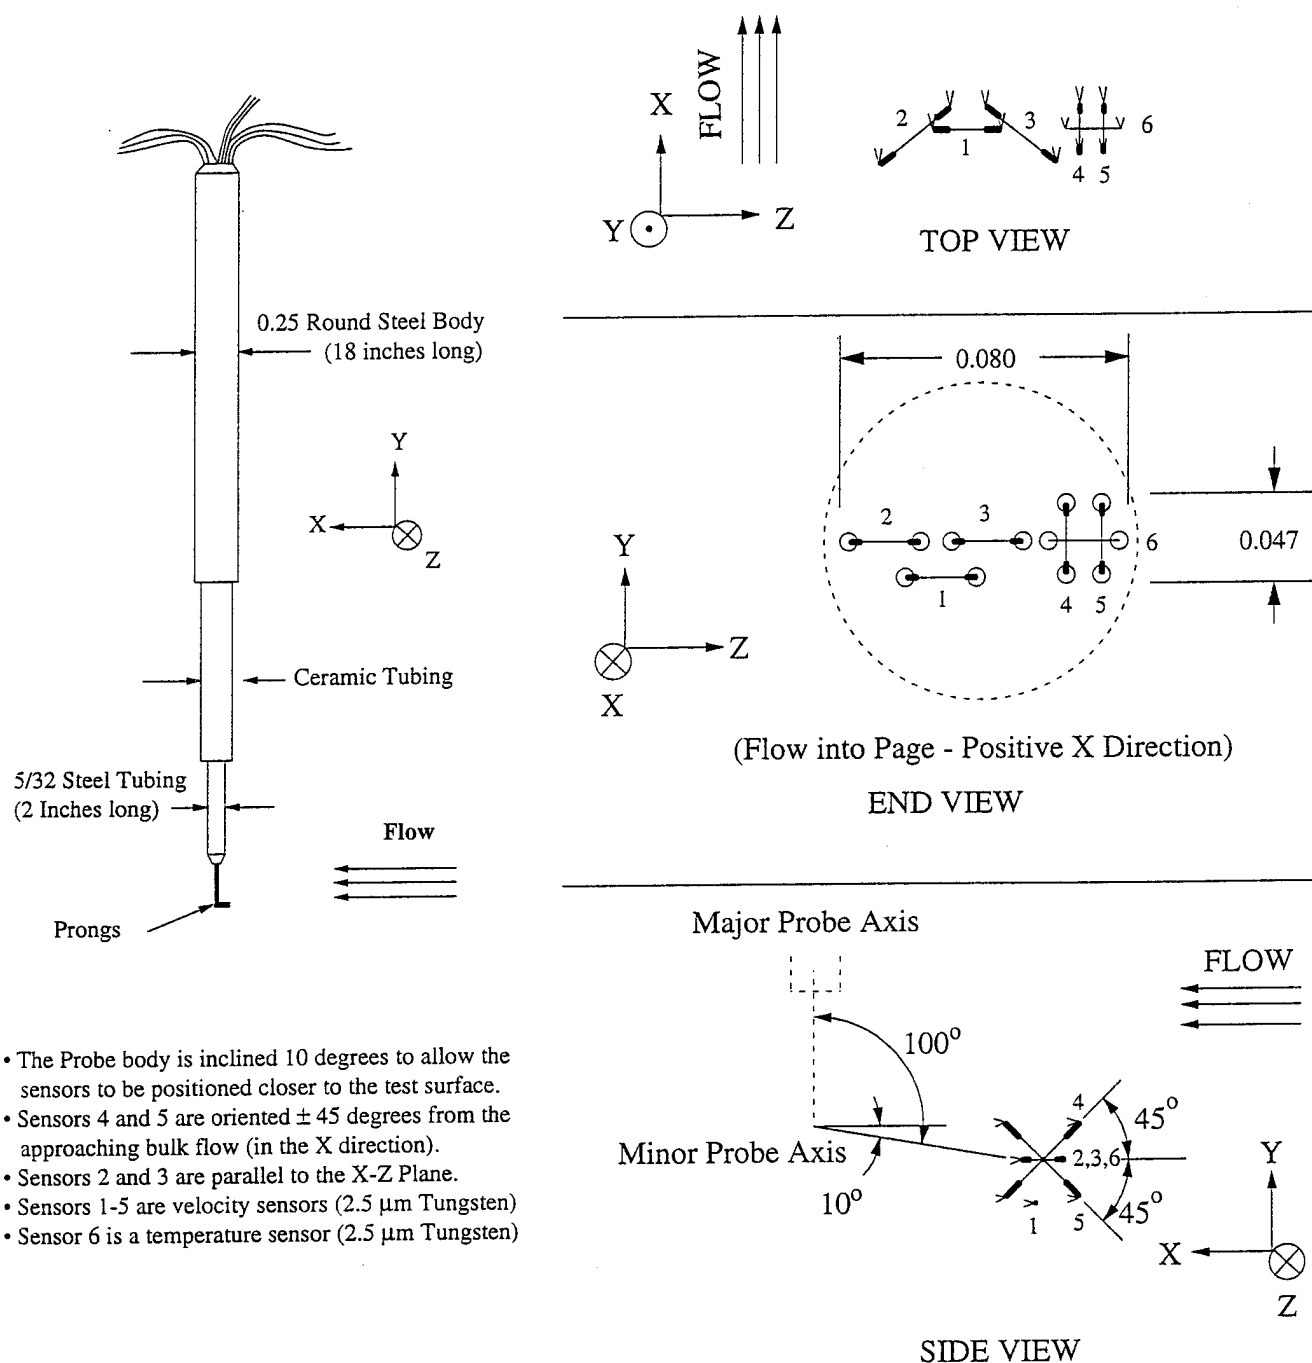 FLOW
X
Y
Z
2
3
1
6
4
5
TOP VIEW
0.25 Round Steel Body
(18 inches long)
Y
X
Z
Ceramic Tubing
5/32 Steel Tubing
(2 Inches long)
Flow
Prongs
0.080
2
3
6
1
4
5
0.047
Y
Z
X
(Flow into Page - Positive X Direction)
END VIEW
Major Probe Axis
FLOW
100º
4
45º
Minor Probe Axis
2,3,6
10º
1
5
45º
Y
X
Z
SIDE VIEW
• The Probe body is inclined 10 degrees to allow the
sensors to be positioned closer to the test surface.
• Sensors 4 and 5 are oriented ± 45 degrees from the
approaching bulk flow (in the X direction).
• Sensors 2 and 3 are parallel to the X-Z Plane.
• Sensors 1-5 are velocity sensors (2.5 µm Tungsten)
• Sensor 6 is a temperature sensor (2.5 µm Tungsten)